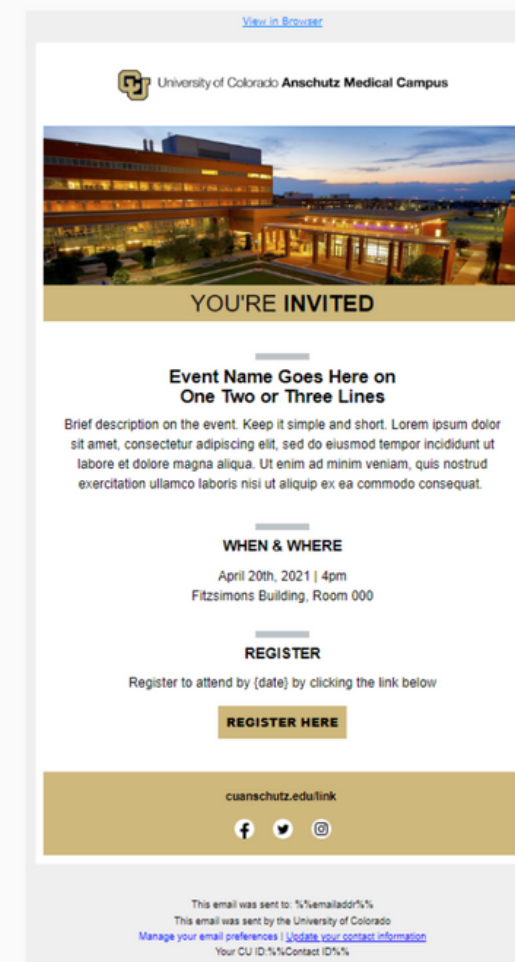 View in Browser
University of Colorado Anschutz Medical Campus
YOU'RE INVITED
Event Name Goes Here on
One Two or Three Lines
Brief description on the event. Keep it simple and short. Lorem ipsum dolor
sit amet, consectetur adipiscing elit, sed do eiusmod tempor incididunt ut
labore et dolore magna aliqua. Ut enim ad minim veniam, quis nostrud
exercitation ullamco laboris nisi ut aliquip ex ea commodo consequat.
WHEN & WHERE
April 20th, 2021 | 4pm
Fitzsimons Building, Room 000
REGISTER
Register to attend by {date} by clicking the link below
REGISTER HERE
cuanschutz.edu/link
This email was sent to: %%emailaddr%%
This email was sent by the University of Colorado
Manage your email preferences | Update your contact information
Your CU ID:%%Contact ID%%